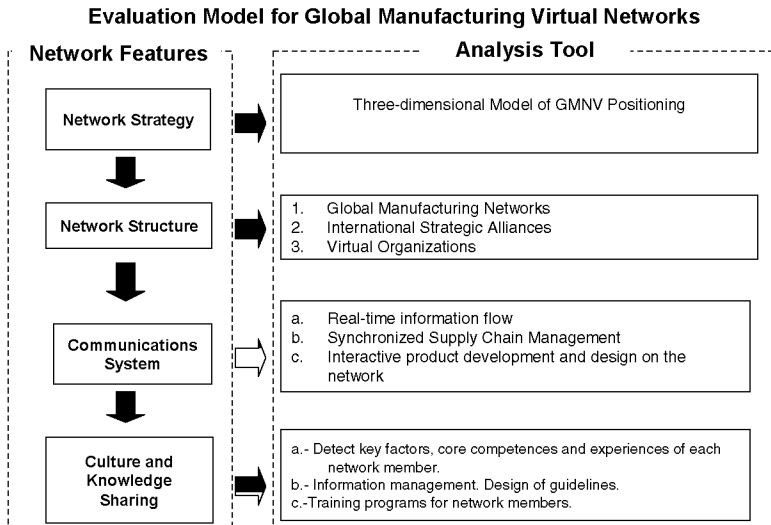 Evaluation Model for Global Manufacturing Virtual Networks
Network Features
Analysis Tool
Network Strategy
Three-dimensional Model of GMNV Positioning
Network Structure
1. Global Manufacturing Networks
2. International Strategic Alliances
3. Virtual Organizations
Communications
System
a. Real-time information flow
b. Synchronized Supply Chain Management
c. Interactive product development and design on the
network
Culture and
Knowledge
Sharing
a.- Detect key factors, core competences and experiences of each
network member.
b.- Information management. Design of guidelines.
c.-Training programs for network members.